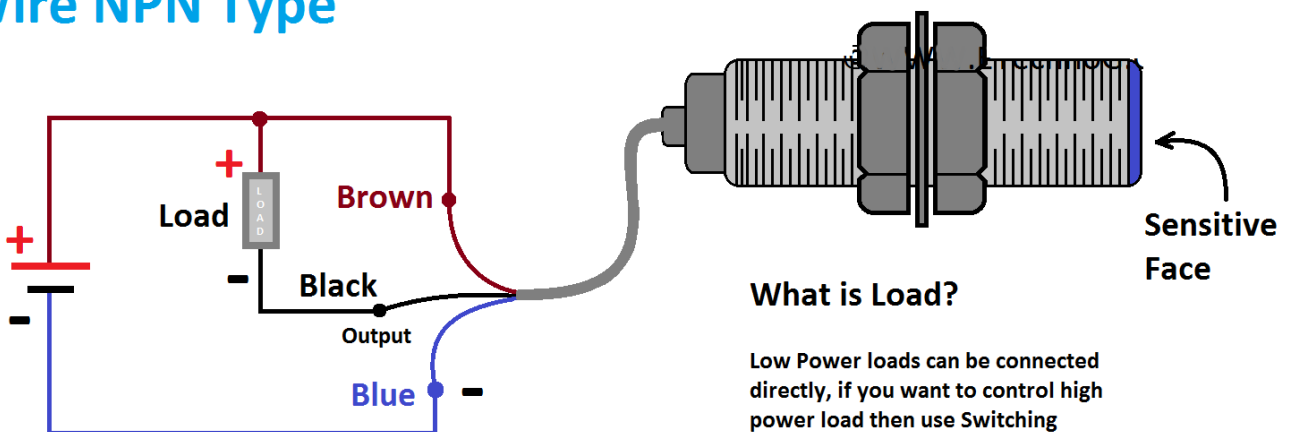 Wire NPN Type
+
Load
LOAD
-
Brown
Black
Output
Blue
-
+
-
Sensitive
Face
What is Load?
Low Power loads can be connected
directly, if you want to control high
power load then use Switching